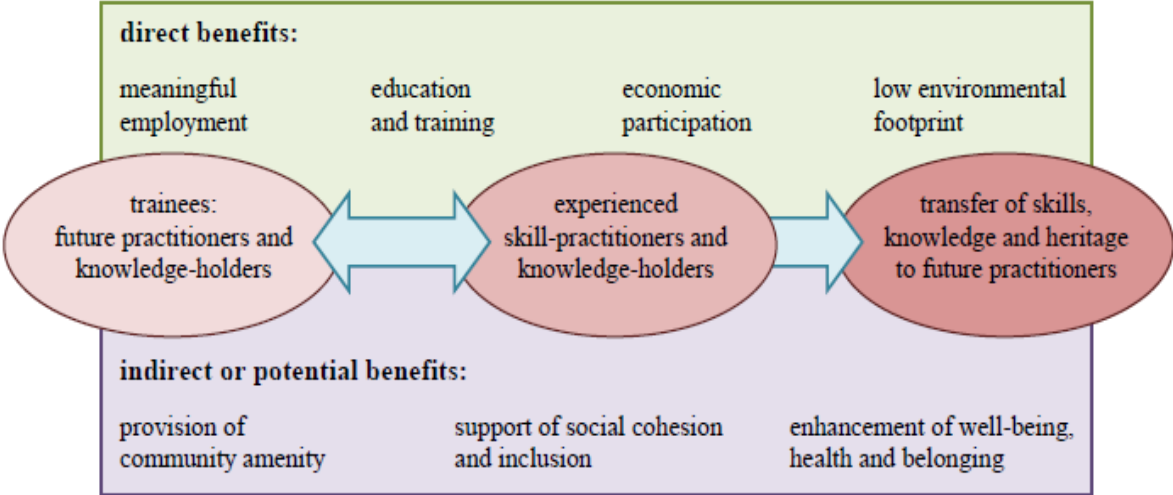 direct benefits:
meaningful
employment
education
and training
economic
participation
low environmental
footprint
trainees:
future practitioners and
knowledge-holders
experienced
skill-practitioners and
knowledge-holders
transfer of skills,
knowledge and heritage
to future practitioners
indirect or potential benefits:
provision of
community amenity
support of social cohesion
and inclusion
enhancement of well-being,
health and belonging